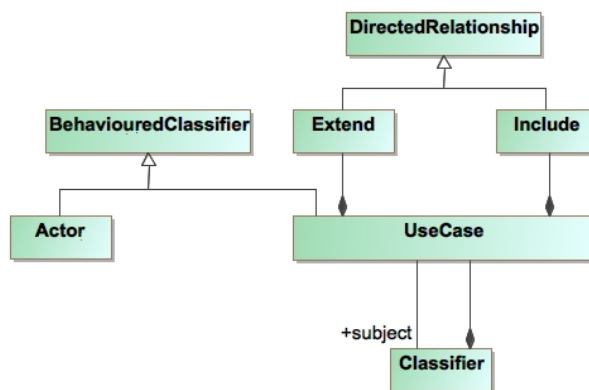 DirectedRelationship
BehaviouredClassifier
Extend
Include
Actor
UseCase
+subject
Classifier